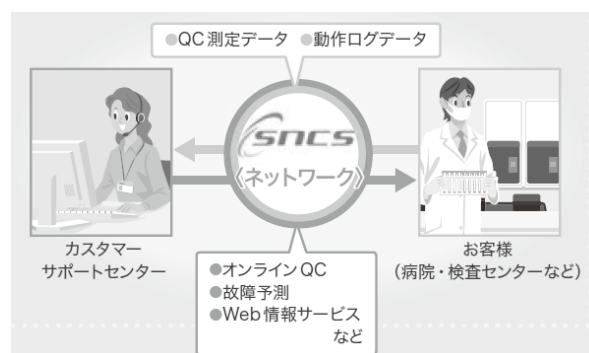 ●QC測定データ ●動作ログデータ
SNCS
〈ネットワーク〉
カスタマー
サポートセンター
お客様
（病院・検査センターなど）
●オンラインQC
●故障予測
●Web情報サービス
など